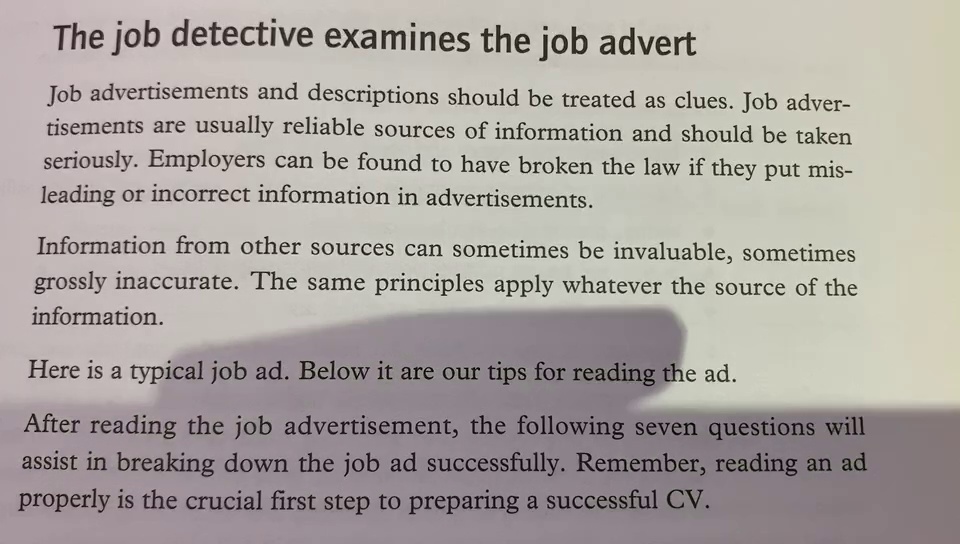 The job detective examines the job advert
Job advertisements and descriptions should be treated as clues. Job adver-
tisements are usually reliable sources of information and should be taken
seriously. Employers can be found to have broken the law if they put mis-
leading or incorrect information in advertisements.
Information from other sources can sometimes be invaluable, sometimes
grossly inaccurate. The same principles apply whatever the source of the
information.
Here is a typical job ad. Below it are our tips for reading the ad.
After reading the job advertisement, the following seven questions will
assist in breaking down the job ad successfully. Remember, reading an ad
properly is the crucial first step to preparing a successful CV.